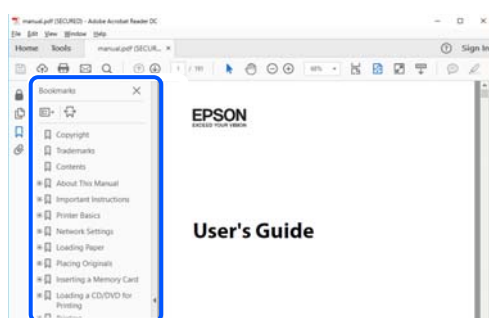 manual.pdf (SECURED) - Adobe Acrobat Reader DC
File Edit View Window Help
Home Tools manual.pdf (SECUR... × Sign In
1 / 191
Bookmarks ×
EPSON
EXCEED YOUR VISION
Copyright
Trademarks
Contents
About This Manual
Important Instructions
Printer Basics
Network Settings
User's Guide
Loading Paper
Placing Originals
Inserting a Memory Card
Loading a CD/DVD for
Printing
Printing